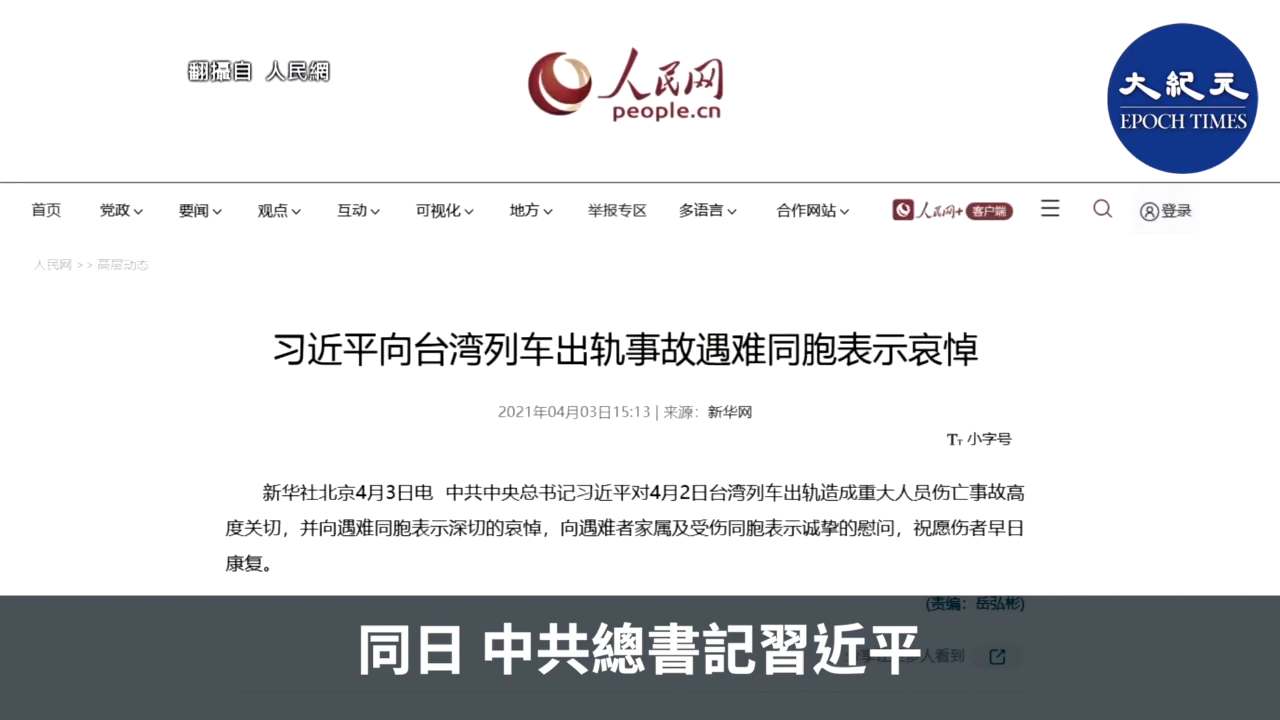 翻攝自 人民網
人民网
people.cn
大紀元
EPOCH TIMES
首页 党政 要闻 观点 互动 可视化 地方 举报专区 多语言 合作网站 人民网+ 客户端 登录
人民网 >> 高层动态
习近平向台湾列车出轨事故遇难同胞表示哀悼
2021年04月03日15:13 | 来源：新华网
TT 小字号
新华社北京4月3日电 中共中央总书记习近平对4月2日台湾列车出轨造成重大人员伤亡事故高
度关切，并向遇难同胞表示深切的哀悼，向遇难者家属及受伤同胞表示诚挚的慰问，祝愿伤者早日
康复。
(责编：岳弘彬)
人看到
同日 中共總書記習近平